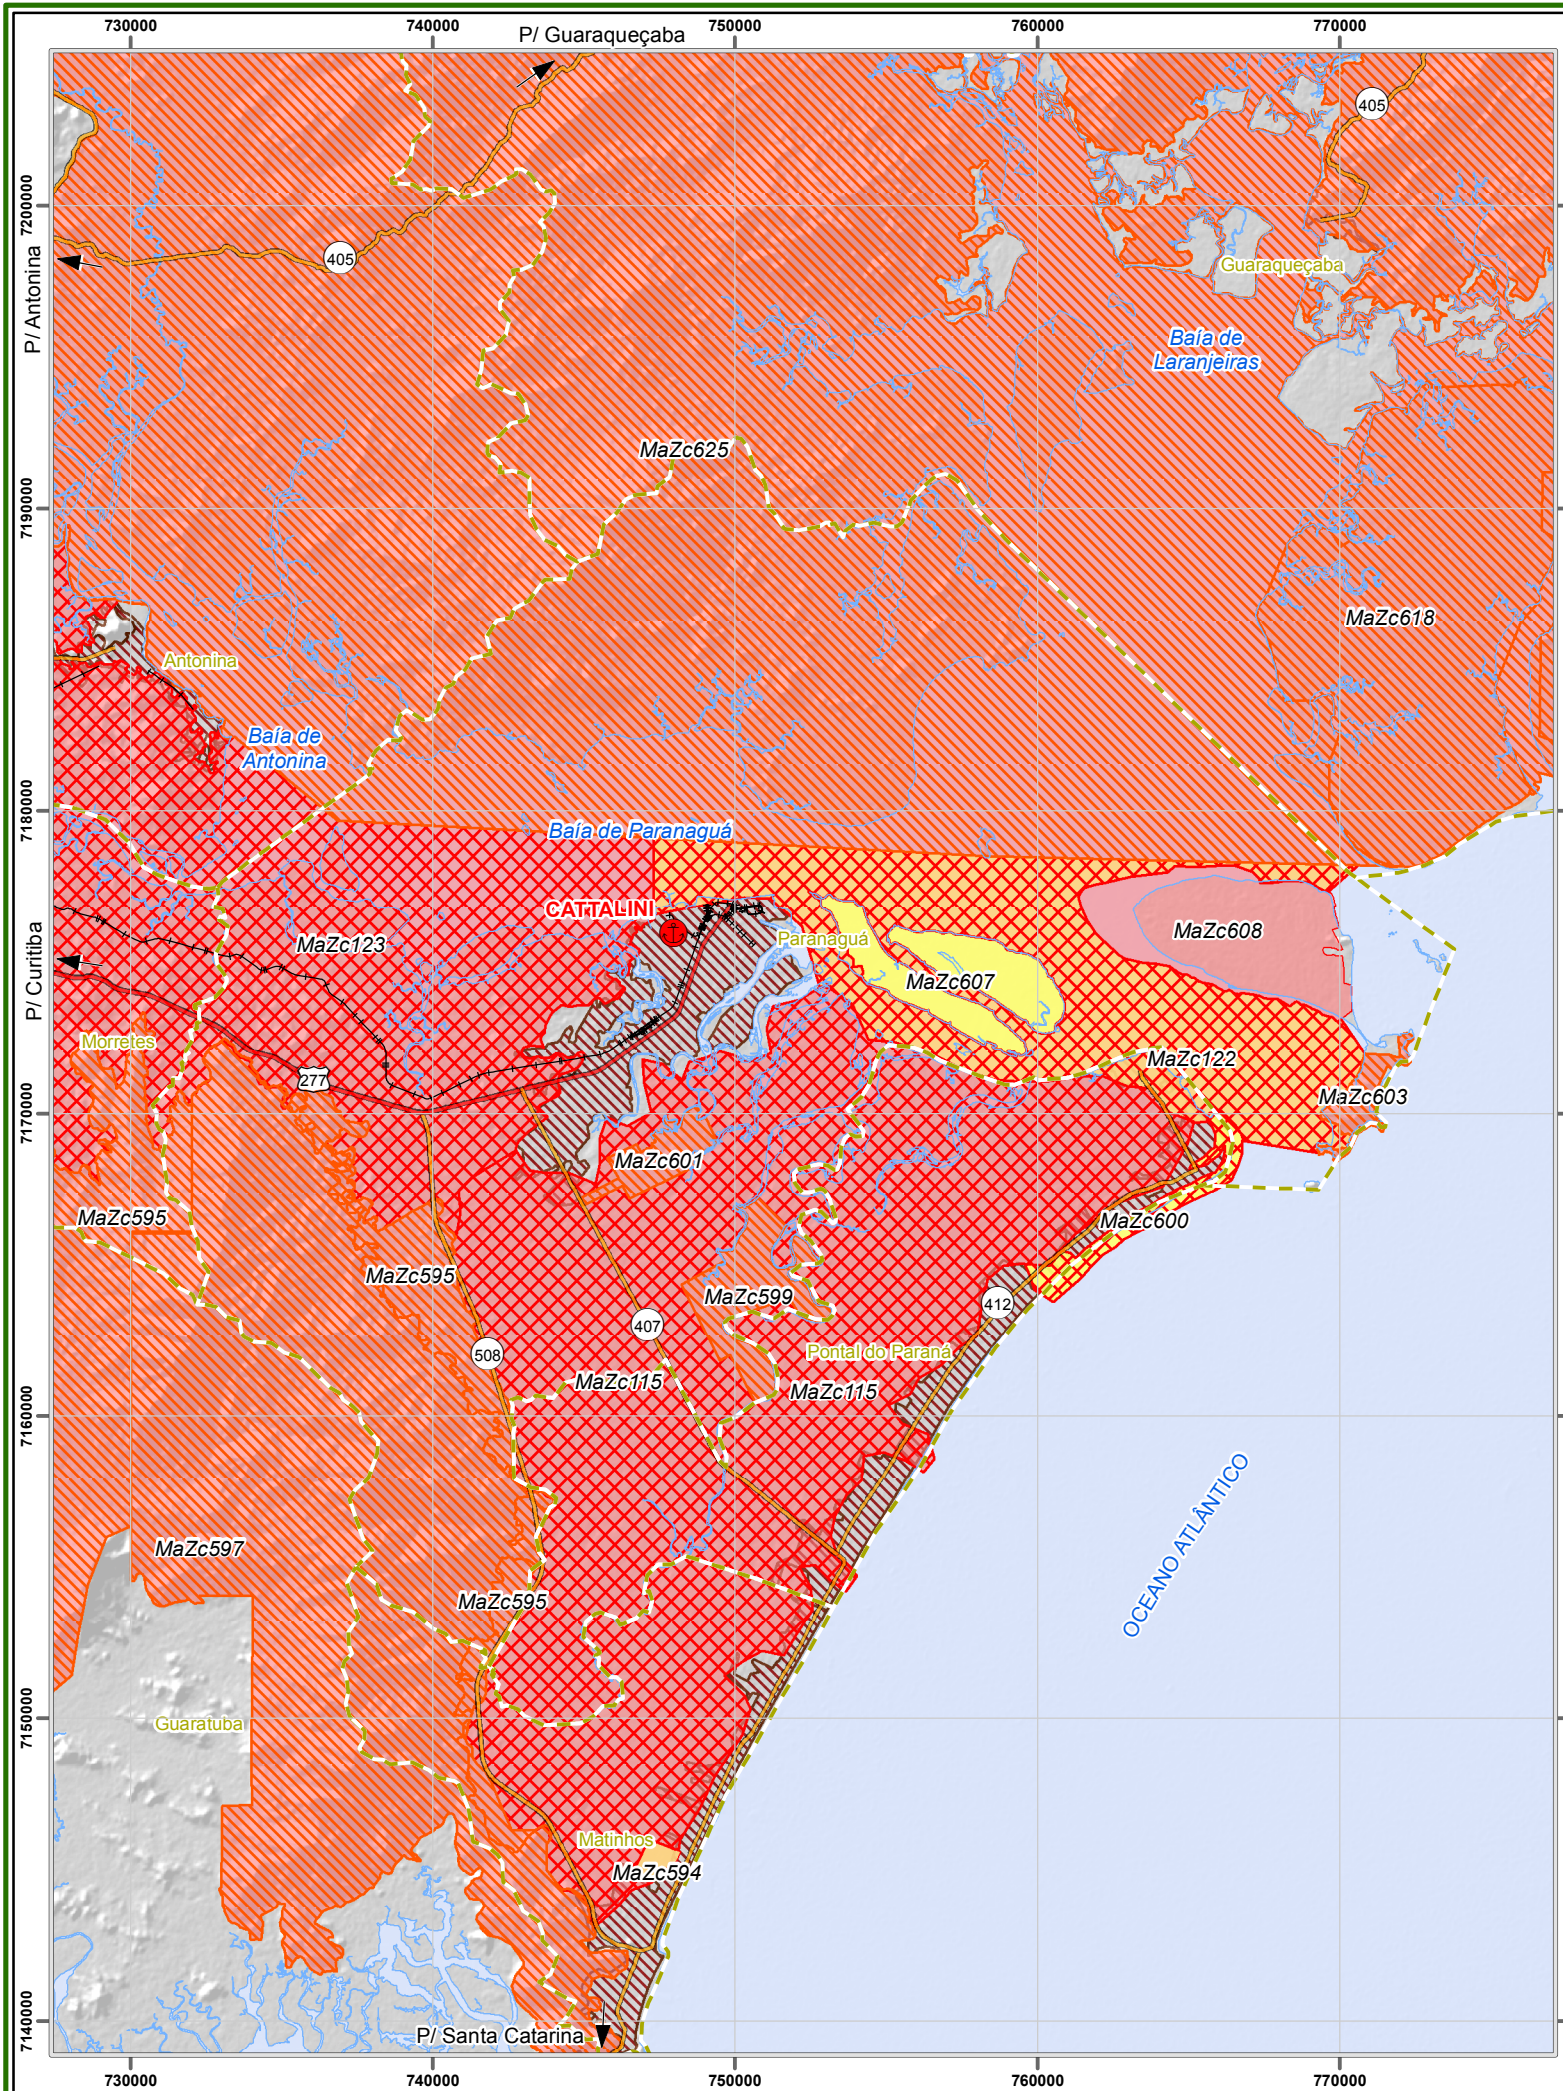 730000
740000
750000
760000
770000
P/ Guaraqueçaba
405
7200000
P/ Antonina
405
Guaraqueçaba
Baía de
Laranjeiras
MaZc625
7190000
MaZc618
Antonina
Baía de
Antonina
7180000
Baía de Paranaguá
CATTALINI
MaZc123
Paranaguá
MaZc608
MaZc607
P/ Curitiba
Morretes
277
MaZc122
7170000
MaZc603
MaZc601
MaZc595
MaZc600
MaZc595
MaZc599
412
407
508
Pontal do Paraná
MaZc115
MaZc115
7160000
OCEANO ATLÂNTICO
MaZc597
MaZc595
7150000
Guaratuba
Matinhos
MaZc594
7140000
P/ Santa Catarina
730000
740000
750000
760000
770000